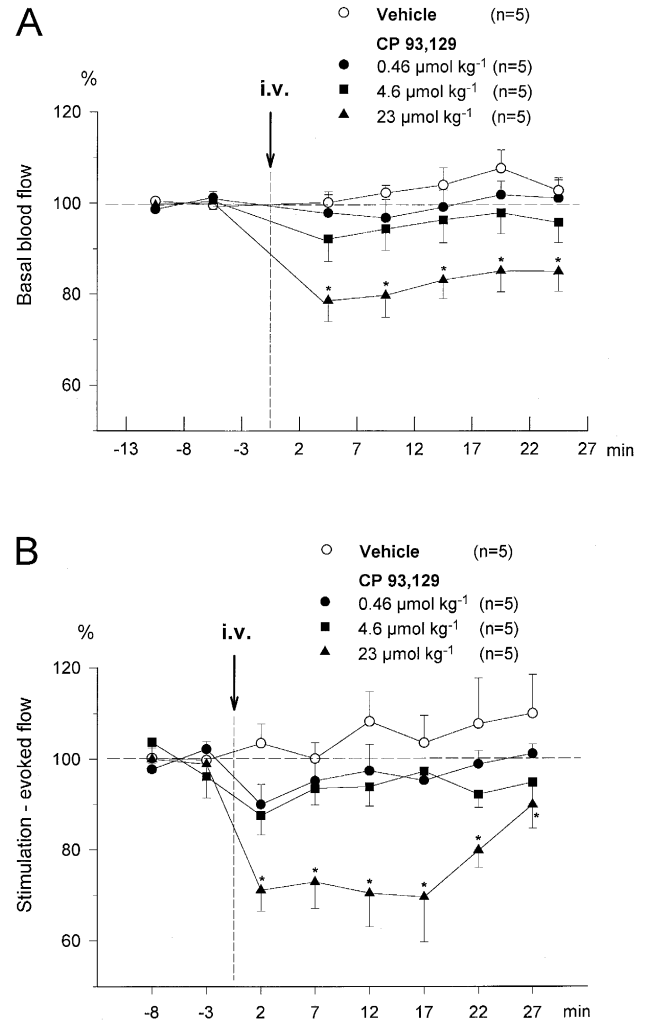 A
Vehicle (n=5)
CP 93,129
0.46 µmol kg⁻¹ (n=5)
4.6 µmol kg⁻¹ (n=5)
23 µmol kg⁻¹ (n=5)
%
i.v.
120
100
80
60
Basal blood flow
* * * * *
-13 -8 -3 2 7 12 17 22 27 min
B
Vehicle (n=5)
CP 93,129
0.46 µmol kg⁻¹ (n=5)
4.6 µmol kg⁻¹ (n=5)
23 µmol kg⁻¹ (n=5)
%
i.v.
120
100
80
60
Stimulation - evoked flow
* * * * * *
-8 -3 2 7 12 17 22 27 min